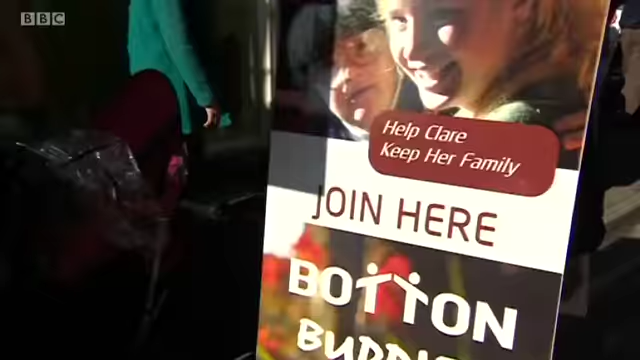 BBC
Help Clare
Keep Her Family
JOIN HERE
BOTTON